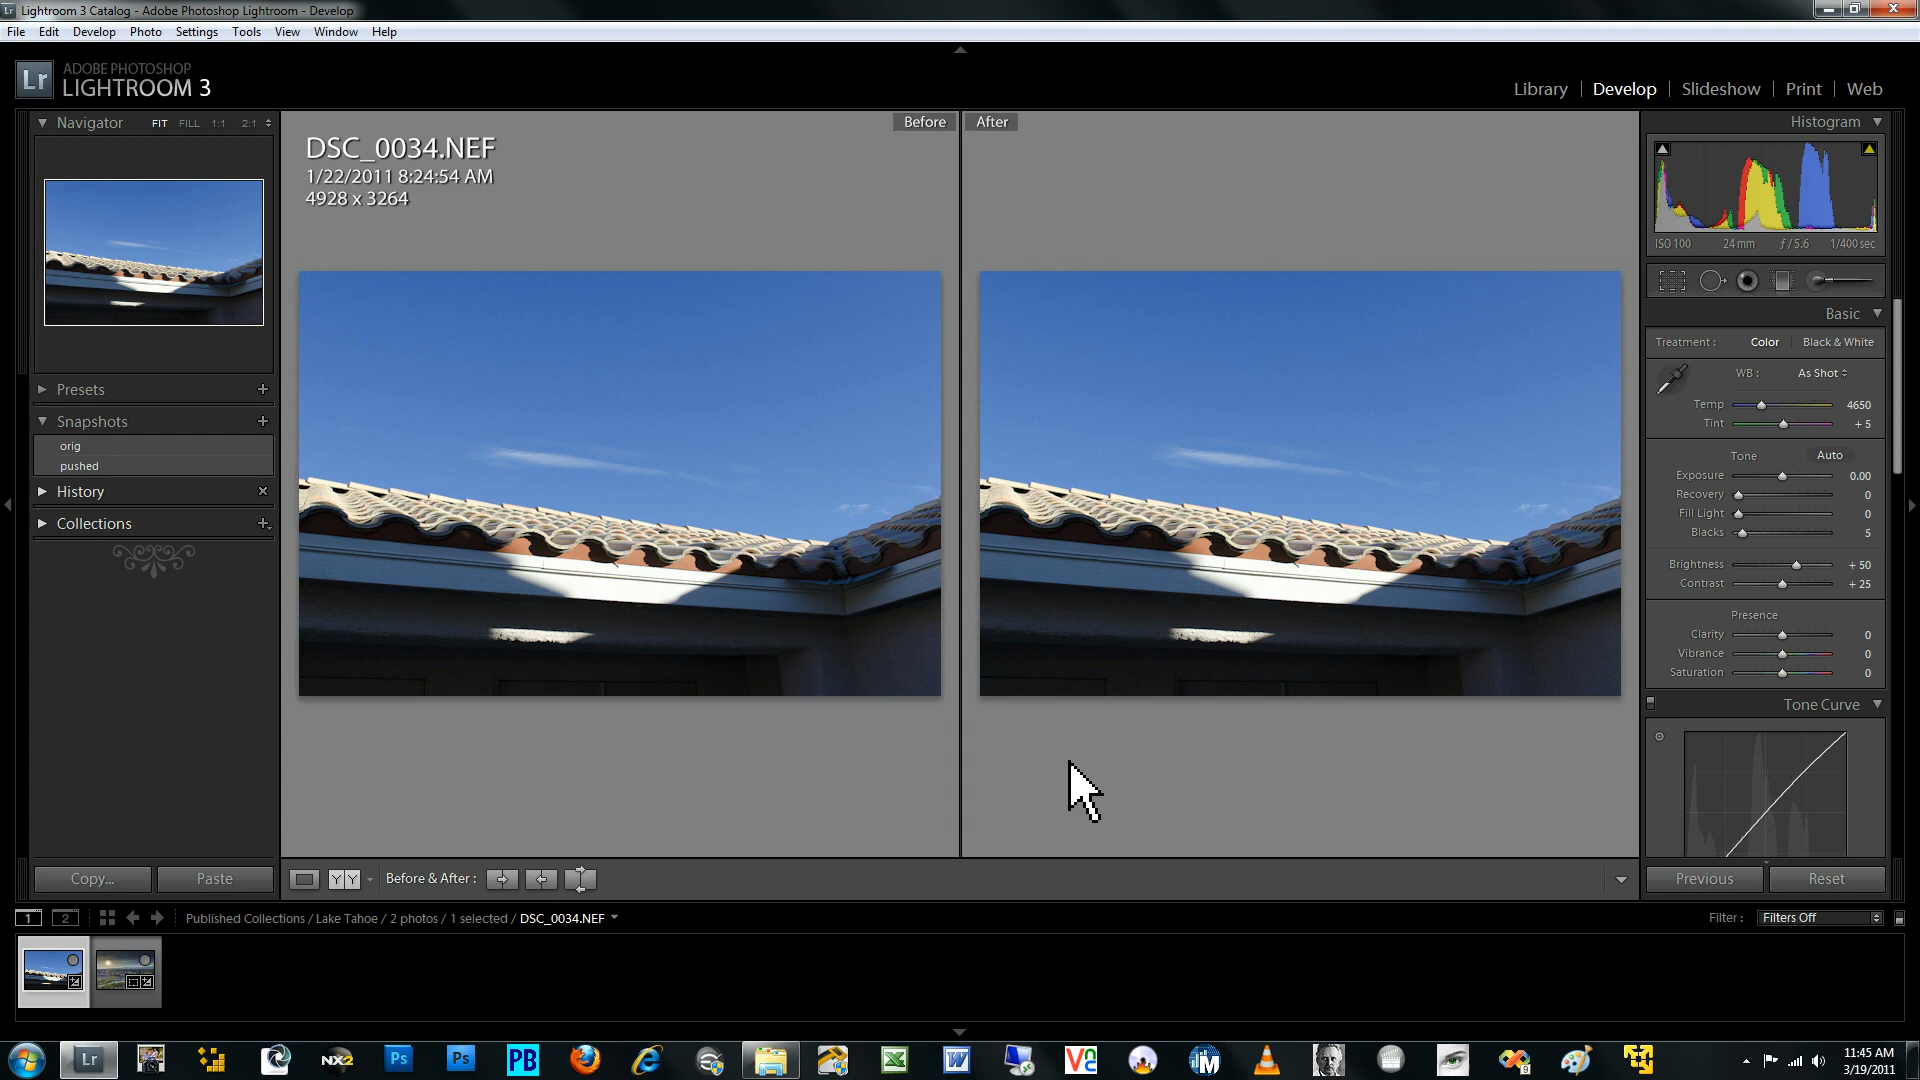 Lr Lightroom 3 Catalog - Adobe Photoshop Lightroom - Develop
File Edit Develop Photo Settings Tools View Window Help
Lr
ADOBE PHOTOSHOP
LIGHTROOM 3
Library | Develop | Slideshow | Print | Web
Navigator FIT FILL 1:1 2:1
Presets
Snapshots
orig
pushed
History
Collections
Copy... Paste
Before After
DSC_0034.NEF
1/22/2011 8:24:54 AM
4928 x 3264
Before & After :
Histogram
ISO 100 24 mm ƒ / 5.6 1/400 sec
Basic
Treatment : Color Black & White
WB : As Shot
Temp 4650
Tint + 5
Tone Auto
Exposure 0.00
Recovery 0
Fill Light 0
Blacks 5
Brightness + 50
Contrast + 25
Presence
Clarity 0
Vibrance 0
Saturation 0
Tone Curve
Previous Reset
1 2 Published Collections / Lake Tahoe / 2 photos / 1 selected / DSC_0034.NEF
Filter : Filters Off
Lr NX2 Ps Ps PB W M
11:45 AM
3/19/2011